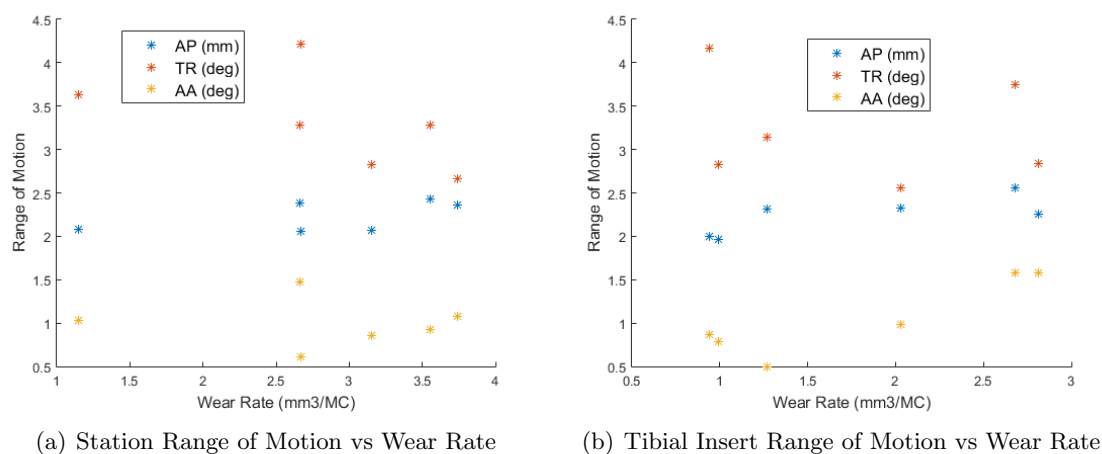 4.5
4
3.5
3
2.5
2
1.5
1
0.5
Range of Motion
AP (mm)
TR (deg)
AA (deg)
1 1.5 2 2.5 3 3.5 4
Wear Rate (mm3/MC)
(a) Station Range of Motion vs Wear Rate
4.5
4
3.5
3
2.5
2
1.5
1
0.5
Range of Motion
AP (mm)
TR (deg)
AA (deg)
0.5 1 1.5 2 2.5 3
Wear Rate (mm3/MC)
(b) Tibial Insert Range of Motion vs Wear Rate